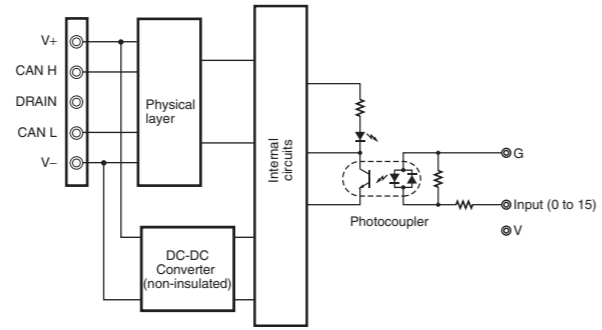 V+
CAN H
DRAIN
CAN L
V–
Physical
layer
DC-DC
Converter
(non-insulated)
Internal
circuits
Photocoupler
G
Input (0 to 15)
V